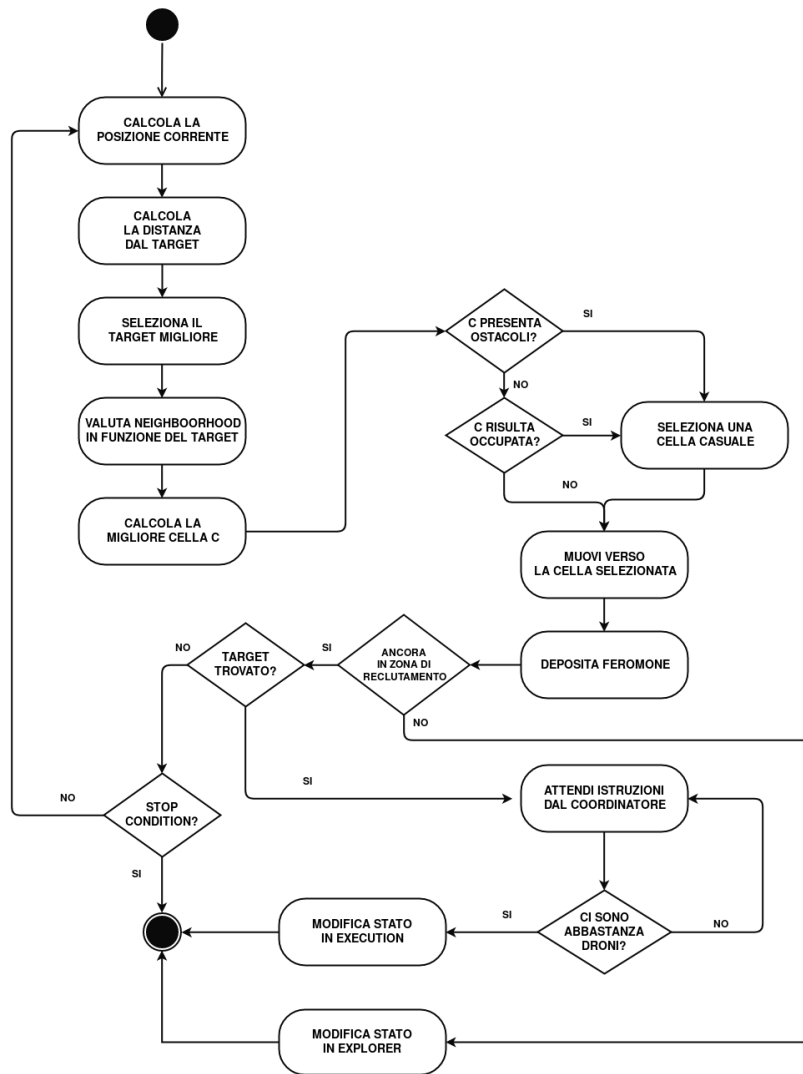 CALCOLA LA
POSIZIONE CORRENTE
CALCOLA
LA DISTANZA
DAL TARGET
SELEZIONA IL
TARGET MIGLIORE
VALUTA NEIGHBOORHOOD
IN FUNZIONE DEL TARGET
CALCOLA LA
MIGLIORE CELLA C
C PRESENTA
OSTACOLI?
SI
NO
C RISULTA
OCCUPATA?
SI
NO
SELEZIONA UNA
CELLA CASUALE
MUOVI VERSO
LA CELLA SELEZIONATA
DEPOSITA FEROMONE
ANCORA
IN ZONA DI
RECLUTAMENTO
SI
NO
TARGET
TROVATO?
NO
SI
STOP
CONDITION?
NO
SI
ATTENDI ISTRUZIONI
DAL COORDINATORE
CI SONO
ABBASTANZA
DRONI?
SI
NO
MODIFICA STATO
IN EXECUTION
MODIFICA STATO
IN EXPLORER